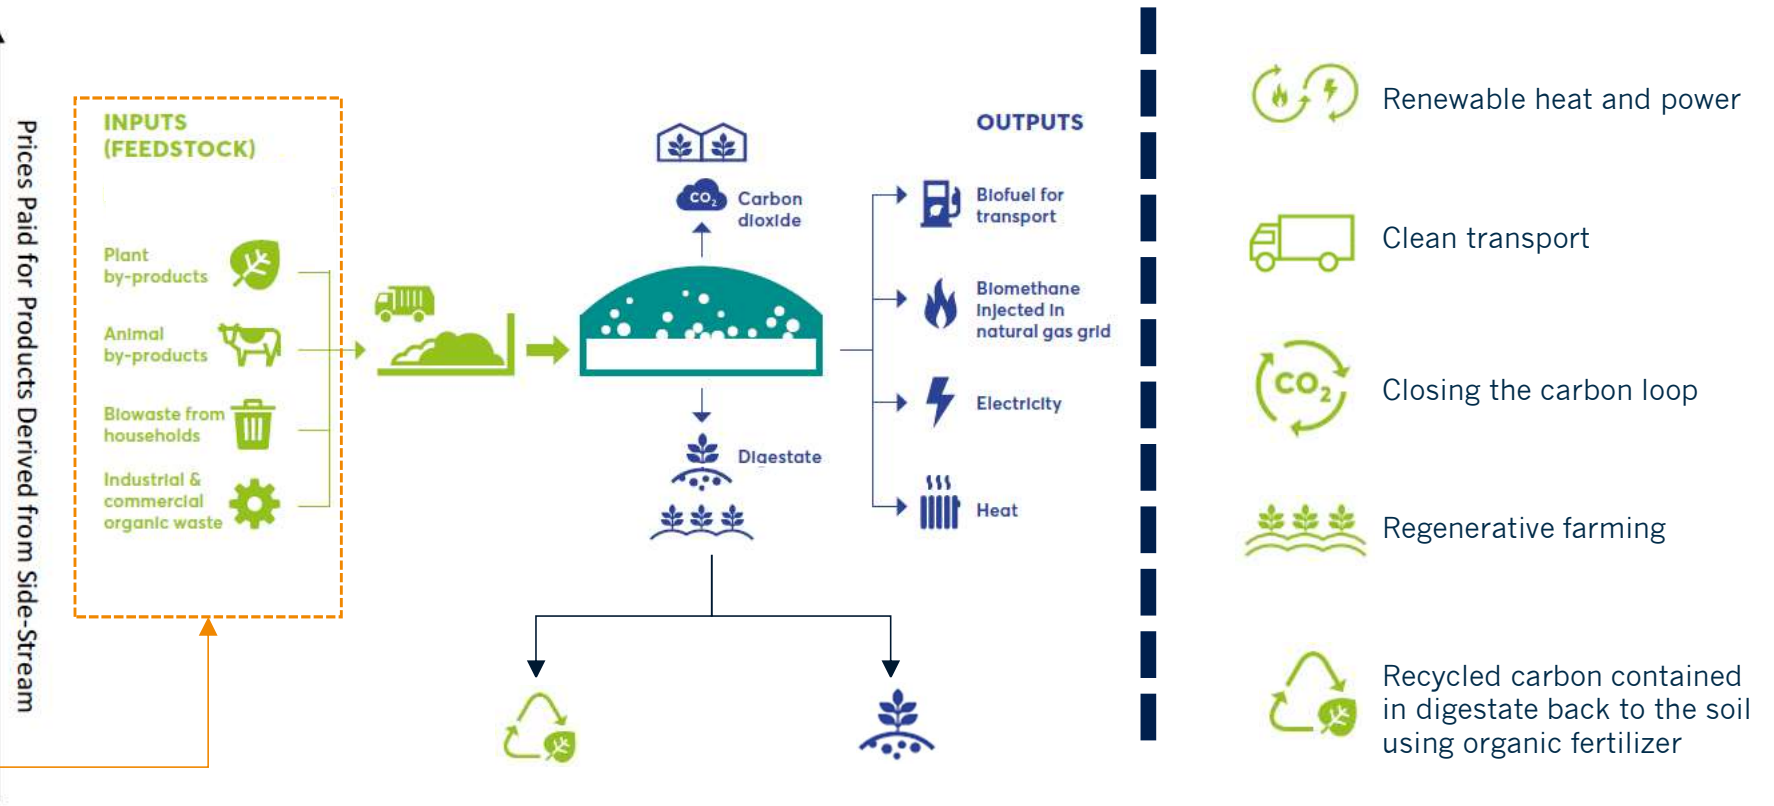 Prices Paid for Products Derived from Side-Stream
INPUTS
(FEEDSTOCK)
Plant
by-products
Animal
by-products
Biowaste from
households
Industrial &
commercial
organic waste
CO2
Carbon
dioxide
Digestate
OUTPUTS
Biofuel for
transport
Biomethane
injected in
natural gas grid
Electricity
Heat
Renewable heat and power
Clean transport
CO2
Closing the carbon loop
Regenerative farming
Recycled carbon contained
in digestate back to the soil
using organic fertilizer